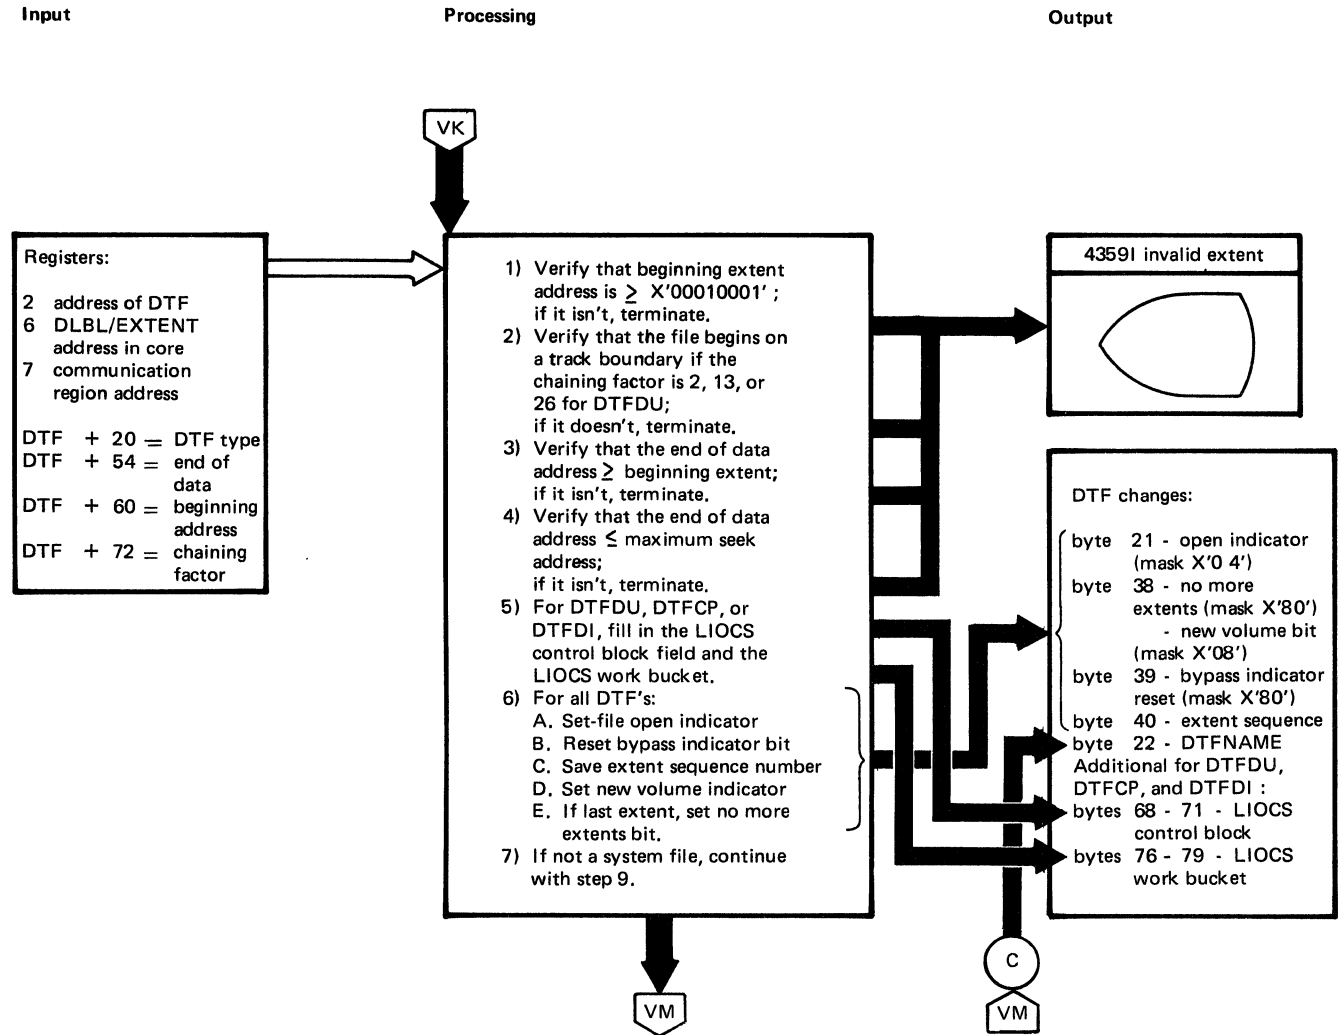 Input
Processing
Output
VK
Registers:
2 address of DTF
6 DLBL/EXTENT
address in core
7 communication
region address
DTF + 20 = DTF type
DTF + 54 = end of
data
DTF + 60 = beginning
address
DTF + 72 = chaining
factor
1) Verify that beginning extent
address is ≥ X'00010001' ;
if it isn't, terminate.
2) Verify that the file begins on
a track boundary if the
chaining factor is 2, 13, or
26 for DTFDU;
if it doesn't, terminate.
3) Verify that the end of data
address ≥ beginning extent;
if it isn't, terminate.
4) Verify that the end of data
address ≤ maximum seek
address;
if it isn't, terminate.
5) For DTFDU, DTFCP, or
DTFDI, fill in the LIOCS
control block field and the
LIOCS work bucket.
6) For all DTF's:
A. Set-file open indicator
B. Reset bypass indicator bit
C. Save extent sequence number
D. Set new volume indicator
E. If last extent, set no more
extents bit.
7) If not a system file, continue
with step 9.
VM
4359I invalid extent
DTF changes:
byte 21 - open indicator
(mask X'0 4')
byte 38 - no more
extents (mask X'80')
- new volume bit
(mask X'08')
byte 39 - bypass indicator
reset (mask X'80')
byte 40 - extent sequence
byte 22 - DTFNAME
Additional for DTFDU,
DTFCP, and DTFDI :
bytes 68 - 71 - LIOCS
control block
bytes 76 - 79 - LIOCS
work bucket
C
VM